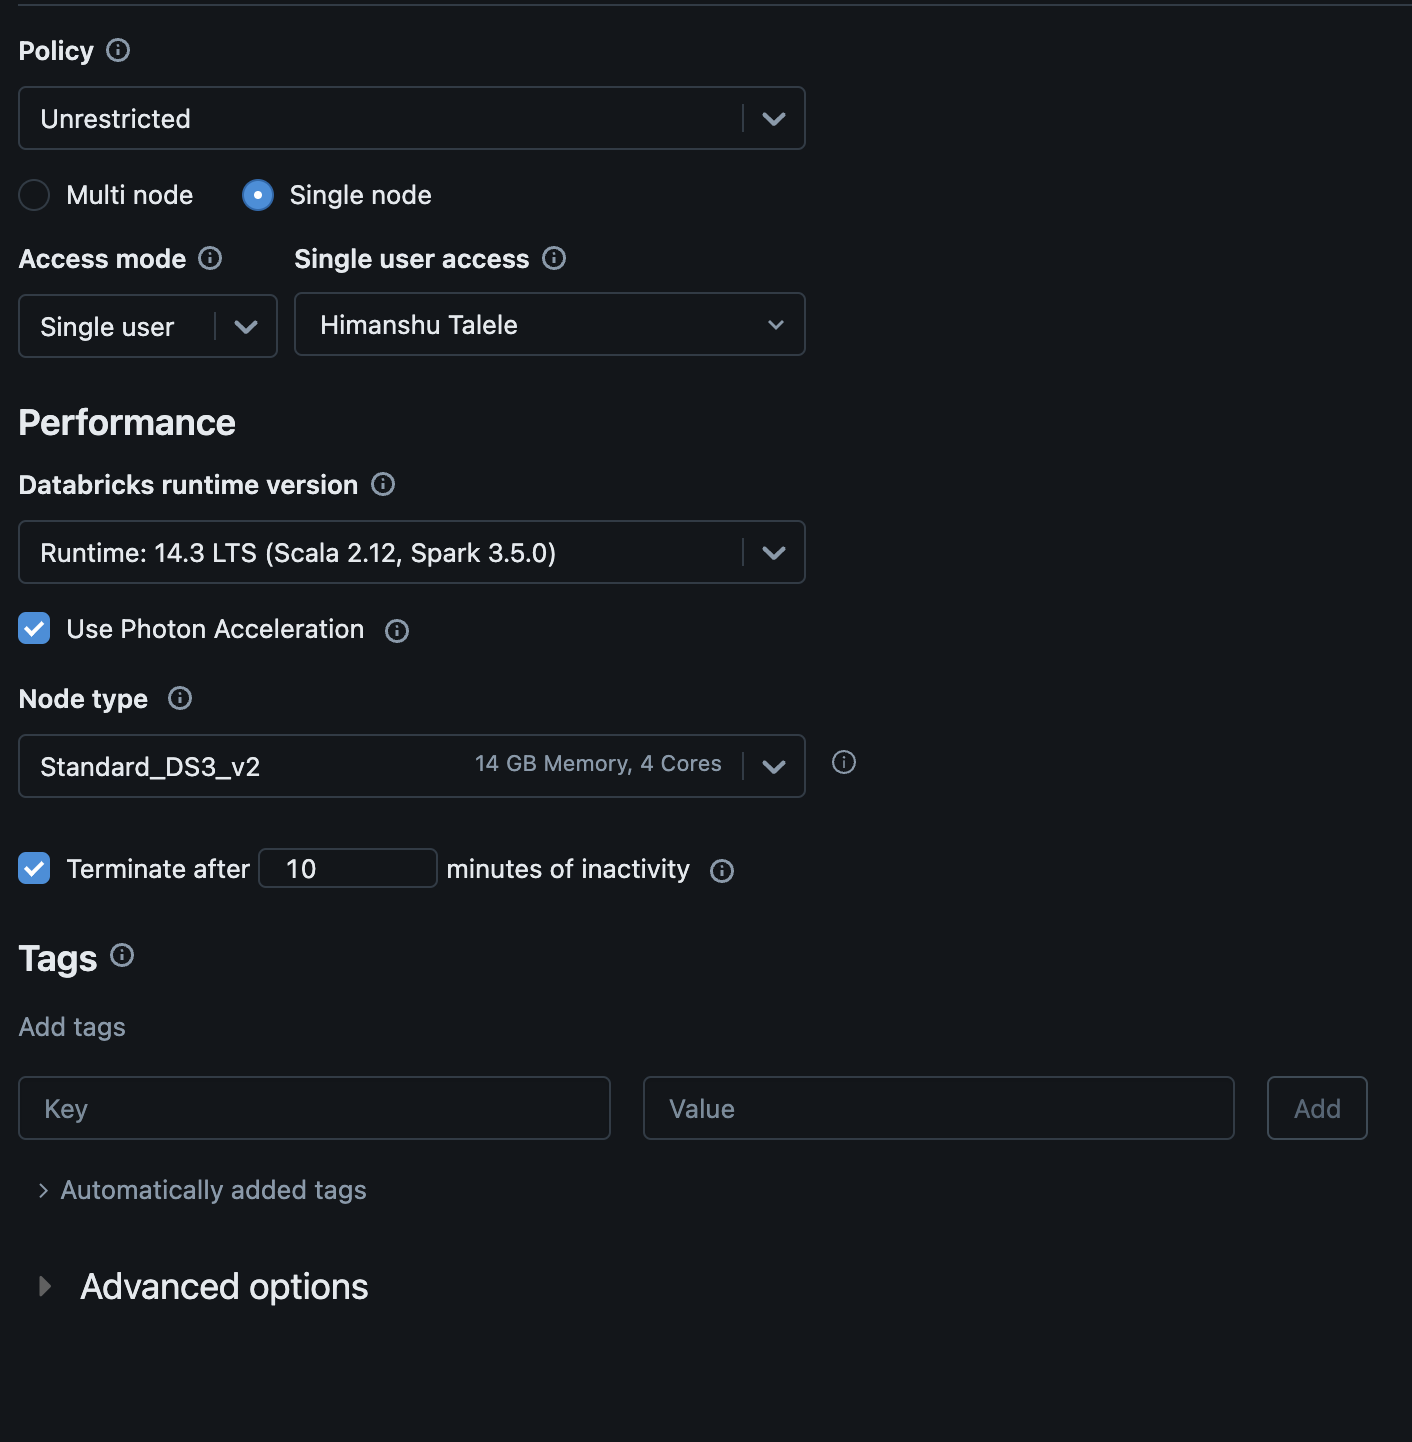 Policy
Unrestricted
Multi node Single node
Access mode Single user access
Single user Himanshu Talele
Performance
Databricks runtime version
Runtime: 14.3 LTS (Scala 2.12, Spark 3.5.0)
Use Photon Acceleration
Node type
Standard_DS3_v2 14 GB Memory, 4 Cores
Terminate after 10 minutes of inactivity
Tags
Add tags
Key Value Add
Automatically added tags
Advanced options